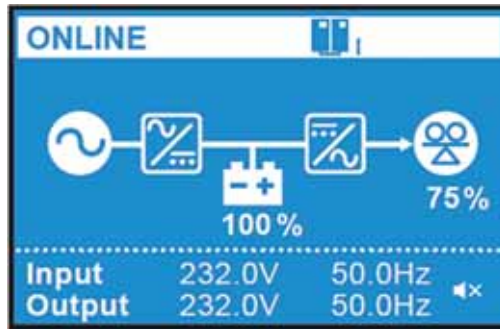 ONLINE
100%
75%
Input 232.0V 50.0Hz
Output 232.0V 50.0Hz